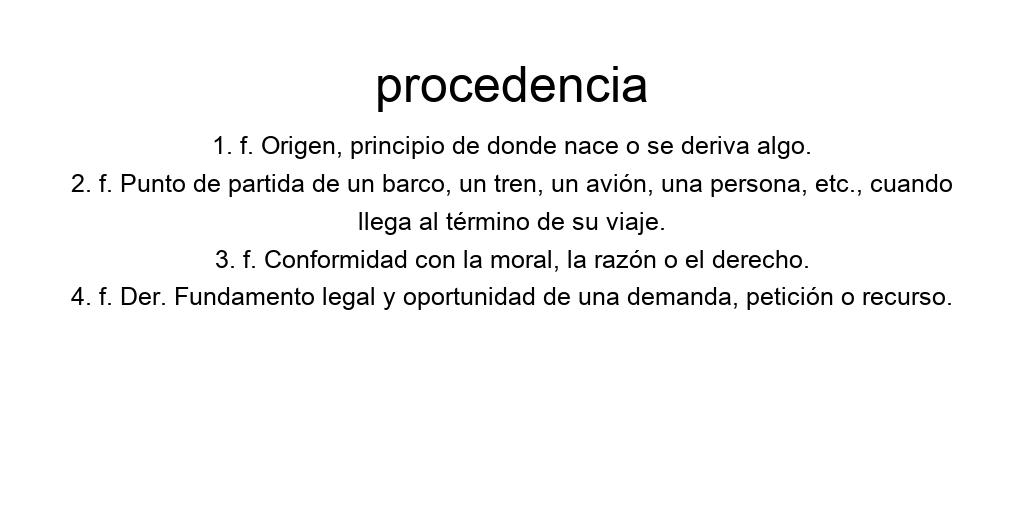 procedencia
1. f. Origen, principio de donde nace o se deriva algo.
2. f. Punto de partida de un barco, un tren, un avión, una persona, etc., cuando
llega al término de su viaje.
3. f. Conformidad con la moral, la razón o el derecho.
4. f. Der. Fundamento legal y oportunidad de una demanda, petición o recurso.